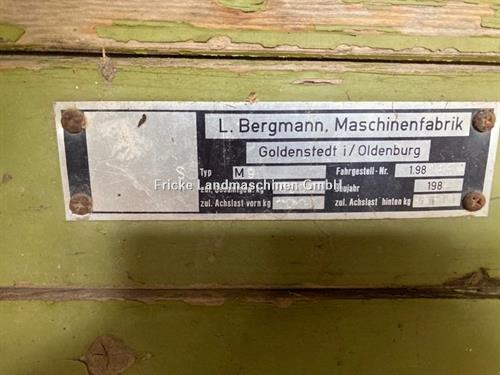 L. Bergmann, Maschinenfabrik
Goldenstedt i/Oldenburg
Typ M Fahrgestell-Nr. 1.98
Fricke Landmaschinen GmbH
Baujahr 198
zul. Achslast vorn kg zul. Achslast hinten kg